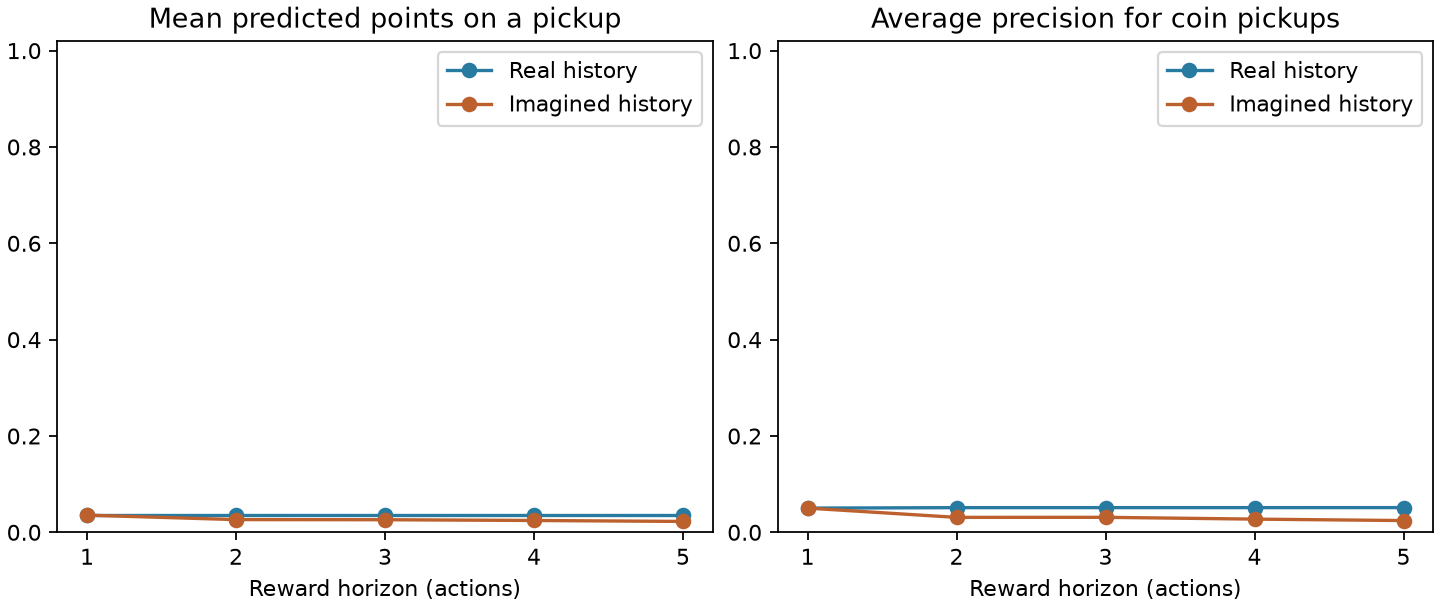 Mean predicted points on a pickup
1.0
0.8
0.6
0.4
0.2
0.0
Real history
Imagined history
1 2 3 4 5
Reward horizon (actions)
Average precision for coin pickups
1.0
0.8
0.6
0.4
0.2
0.0
Real history
Imagined history
1 2 3 4 5
Reward horizon (actions)